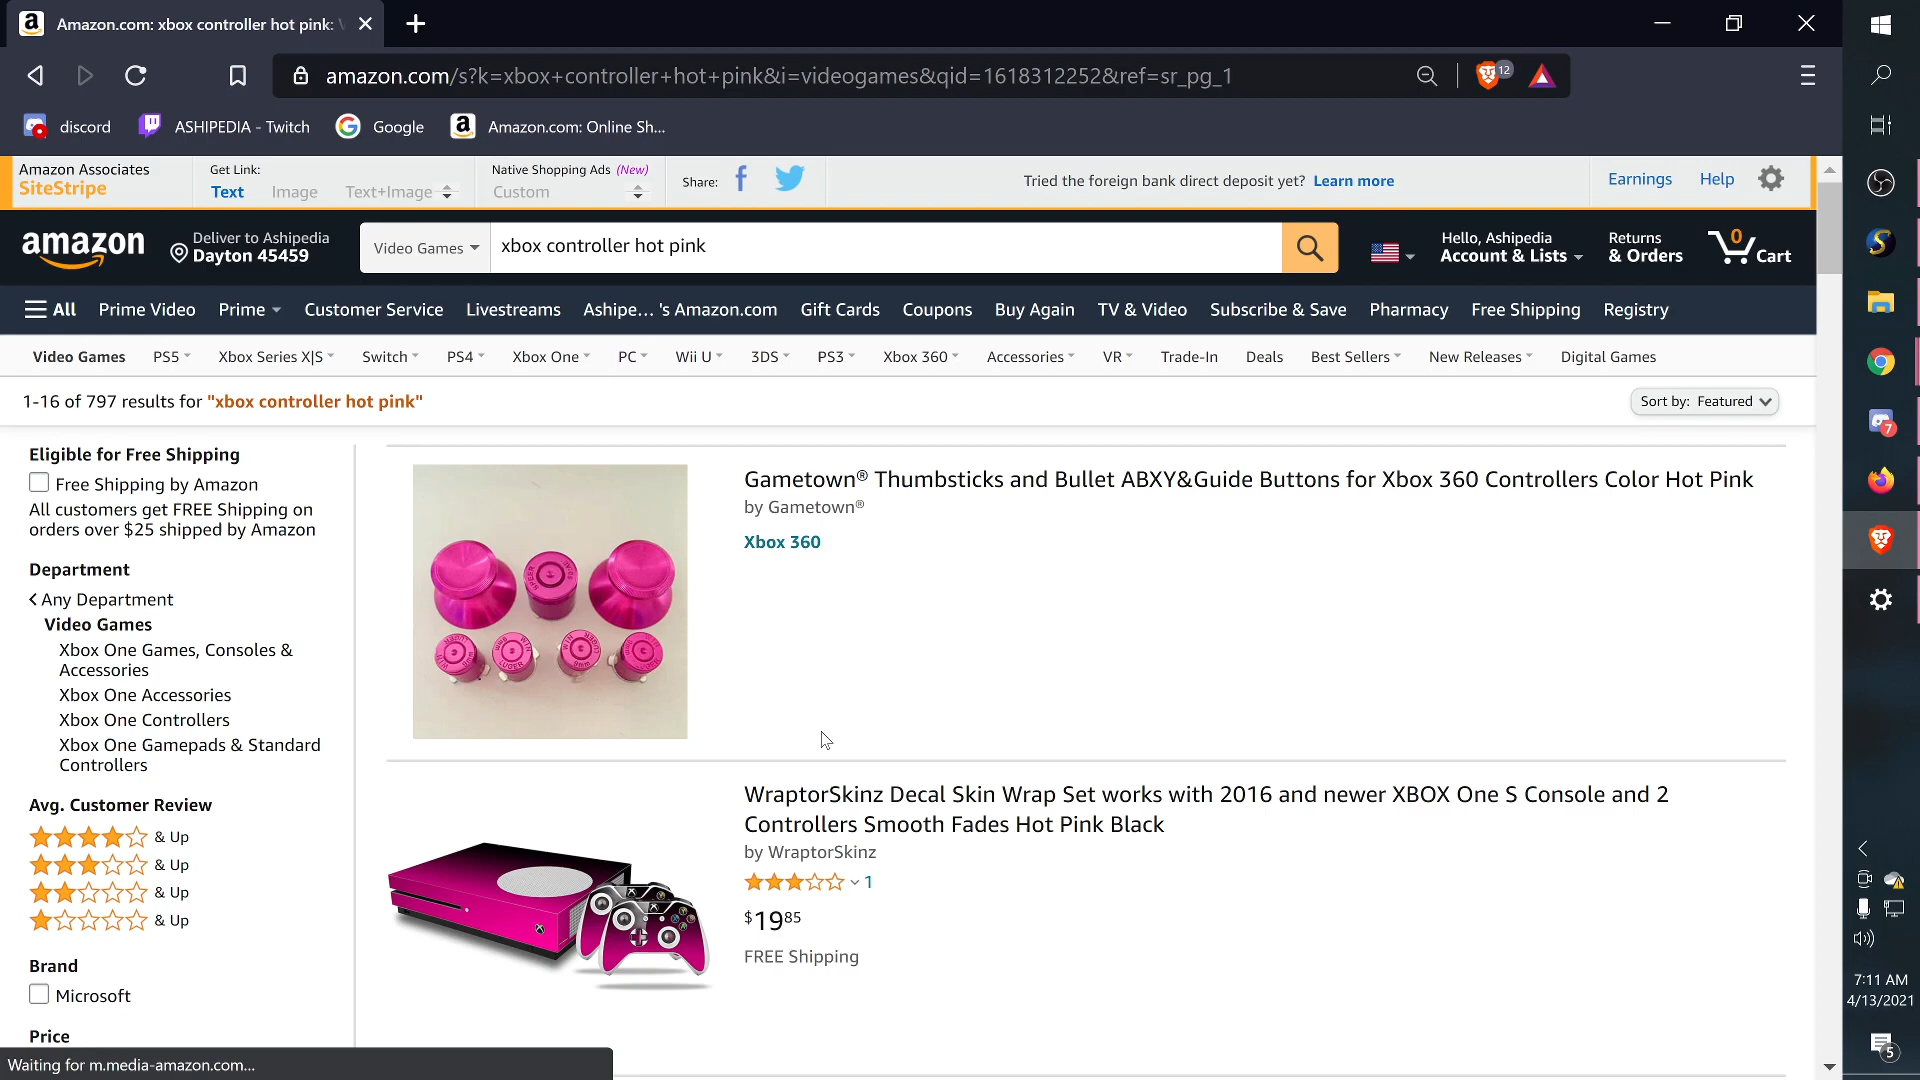 Amazon.com: xbox controller hot pink:
amazon.com/s?k=xbox+controller+hot+pink&i=videogames&qid=1618312252&ref=sr_pg_1
12
discord
ASHIPEDIA - Twitch
Google
Amazon.com: Online Sh...
Amazon Associates
SiteStripe
Get Link:
Text Image Text+Image
Native Shopping Ads (New)
Custom
Share:
Tried the foreign bank direct deposit yet? Learn more
Earnings
Help
amazon
Deliver to Ashipedia
Dayton 45459
Video Games
xbox controller hot pink
Hello, Ashipedia
Account & Lists
Returns
& Orders
0
Cart
All Prime Video Prime Customer Service Livestreams Ashipe... 's Amazon.com Gift Cards Coupons Buy Again TV & Video Subscribe & Save Pharmacy Free Shipping Registry
Video Games PS5 Xbox Series X|S Switch PS4 Xbox One PC Wii U 3DS PS3 Xbox 360 Accessories VR Trade-In Deals Best Sellers New Releases Digital Games
1-16 of 797 results for "xbox controller hot pink"
Sort by: Featured
Eligible for Free Shipping
Free Shipping by Amazon
All customers get FREE Shipping on
orders over $25 shipped by Amazon
Department
Any Department
Video Games
Xbox One Games, Consoles &
Accessories
Xbox One Accessories
Xbox One Controllers
Xbox One Gamepads & Standard
Controllers
Avg. Customer Review
& Up
& Up
& Up
& Up
Brand
Microsoft
Price
Gametown® Thumbsticks and Bullet ABXY&Guide Buttons for Xbox 360 Controllers Color Hot Pink
by Gametown®
Xbox 360
WraptorSkinz Decal Skin Wrap Set works with 2016 and newer XBOX One S Console and 2
Controllers Smooth Fades Hot Pink Black
by WraptorSkinz
1
$1985
FREE Shipping
Waiting for m.media-amazon.com...
7
7:11 AM
4/13/2021
5